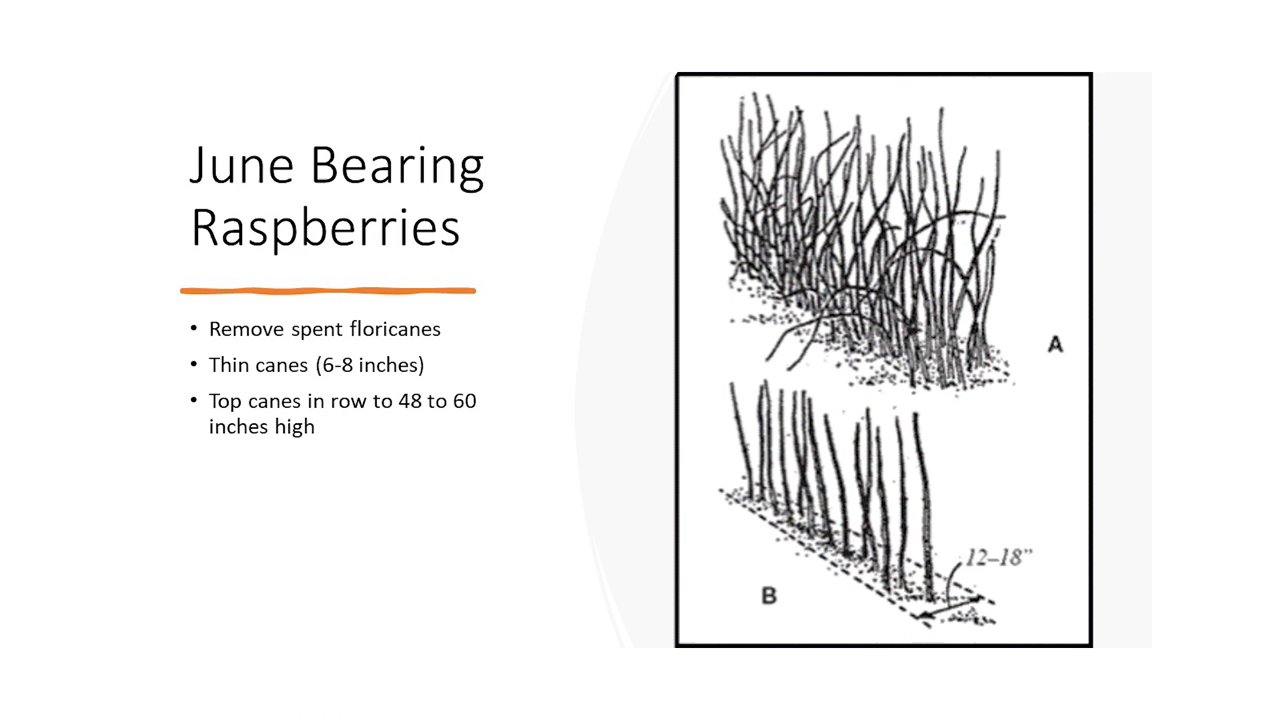 June Bearing
Raspberries
• Remove spent floricanes
• Thin canes (6-8 inches)
• Top canes in row to 48 to 60
inches high
A
12–18”
B